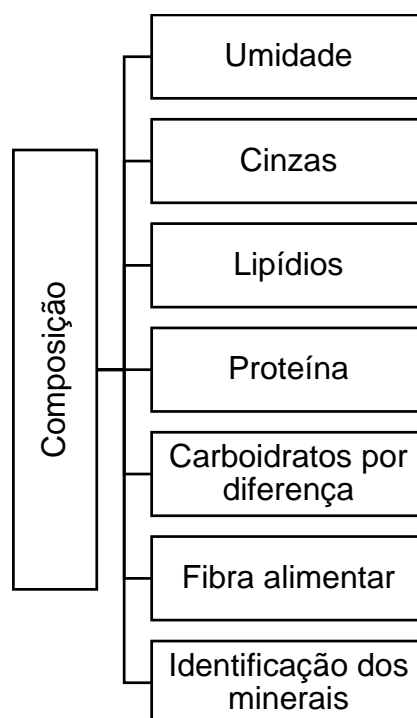 Composição
Umidade
Cinzas
Lipídios
Proteína
Carboidratos por
diferença
Fibra alimentar
Identificação dos
minerais